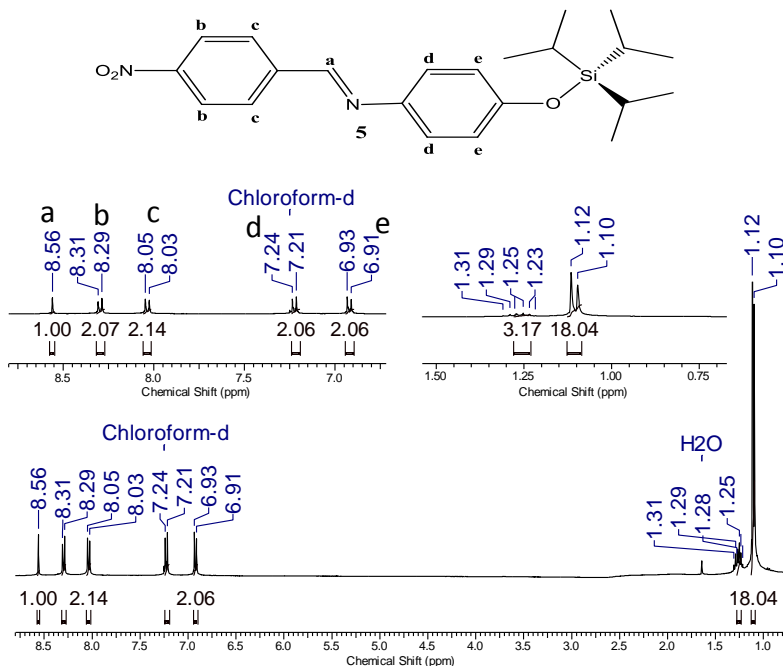 b c
a
d e
O₂N
N
Si
O
b c
5
d e
Chloroform-d
a b c d e
8.56 8.31 8.29 8.05 8.03 7.24 7.21 6.93 6.91
1.00 2.07 2.14 2.06 2.06
8.5 8.0 7.5 7.0
Chemical Shift (ppm)
1.31 1.29 1.25 1.23 1.12 1.10
3.17 18.04
1.50 1.25 1.00 0.75
Chemical Shift (ppm)
1.12 1.10
Chloroform-d
H2O
8.56 8.31 8.29 8.05 8.03 7.24 7.21 6.93 6.91 1.31 1.29 1.28 1.25
1.00 2.14 2.06 18.04
8.5 8.0 7.5 7.0 6.5 6.0 5.5 5.0 4.5 4.0 3.5 3.0 2.5 2.0 1.5 1.0
Chemical Shift (ppm)